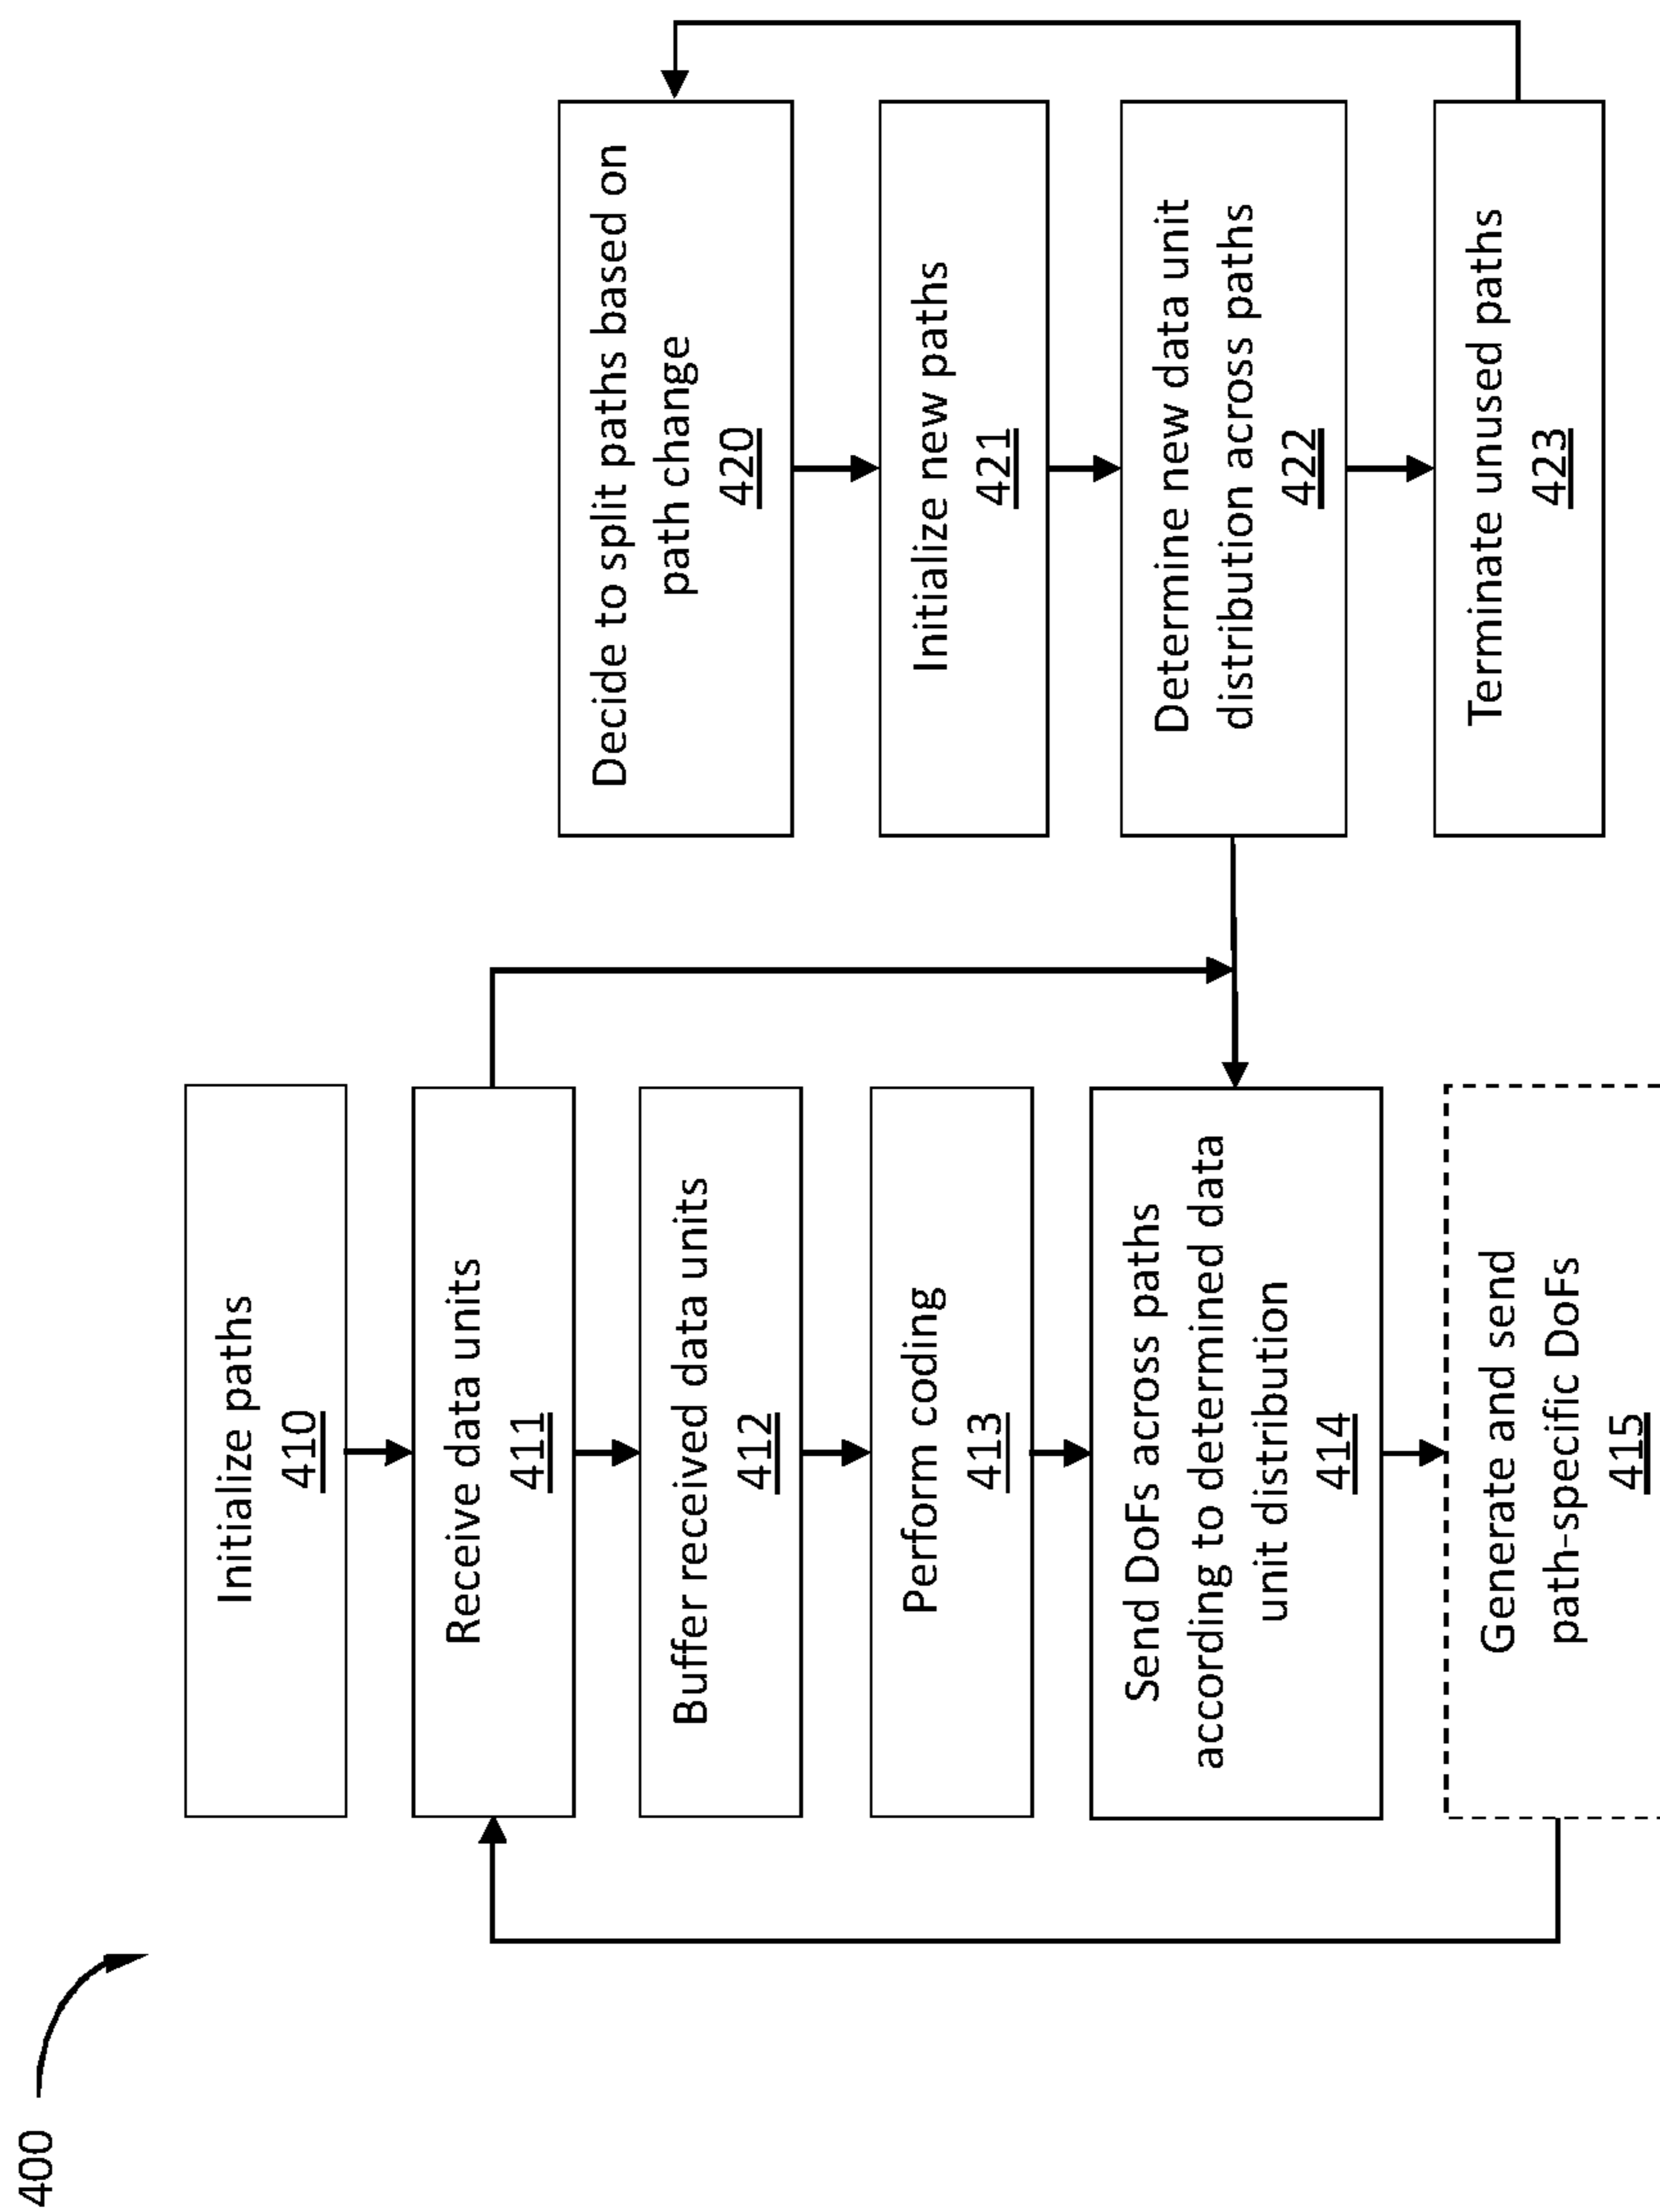 400
Initialize paths
410
Receive data units
411
Buffer received data units
412
Perform coding
413
Send DoFs across paths
according to determined data
unit distribution
414
Generate and send
path-specific DoFs
415
Decide to split paths based on
path change
420
Initialize new paths
421
Determine new data unit
distribution across paths
422
Terminate unused paths
423